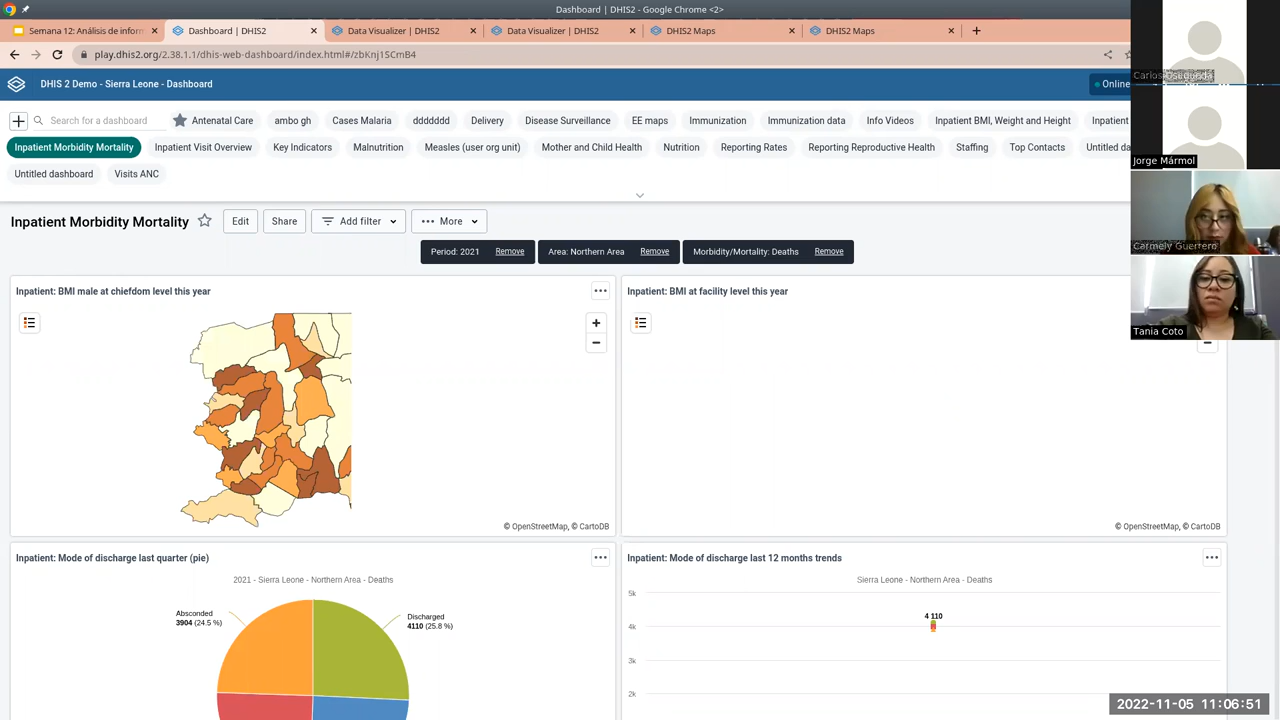 Dashboard | DHIS2 - Google Chrome <2>
Semana 12: Análisis de inform
Dashboard | DHIS2
Data Visualizer | DHIS2
Data Visualizer | DHIS2
DHIS2 Maps
DHIS2 Maps
play.dhis2.org/2.38.1.1/dhis-web-dashboard/index.html#/zbKnj1SCmB4
DHIS 2 Demo - Sierra Leone - Dashboard
Online
Search for a dashboard
Antenatal Care
ambo gh
Cases Malaria
ddddddd
Delivery
Disease Surveillance
EE maps
Immunization
Immunization data
Info Videos
Inpatient BMI, Weight and Height
Inpatient
Inpatient Morbidity Mortality
Inpatient Visit Overview
Key Indicators
Malnutrition
Measles (user org unit)
Mother and Child Health
Nutrition
Reporting Rates
Reporting Reproductive Health
Staffing
Top Contacts
Untitled da
Untitled dashboard
Visits ANC
Inpatient Morbidity Mortality
Edit
Share
Add filter
More
Period: 2021 Remove
Area: Northern Area Remove
Morbidity/Mortality: Deaths Remove
Inpatient: BMI male at chiefdom level this year
© OpenStreetMap, © CartoDB
Inpatient: BMI at facility level this year
© OpenStreetMap, © CartoDB
Inpatient: Mode of discharge last quarter (pie)
2021 - Sierra Leone - Northern Area - Deaths
Absconded
3904 (24.5 %)
Discharged
4110 (25.8 %)
Inpatient: Mode of discharge last 12 months trends
Sierra Leone - Northern Area - Deaths
5k
4k
3k
2k
4 110
Jorge Mármol
Carmely Guerrero
Tania Coto
2022-11-05 11:06:51